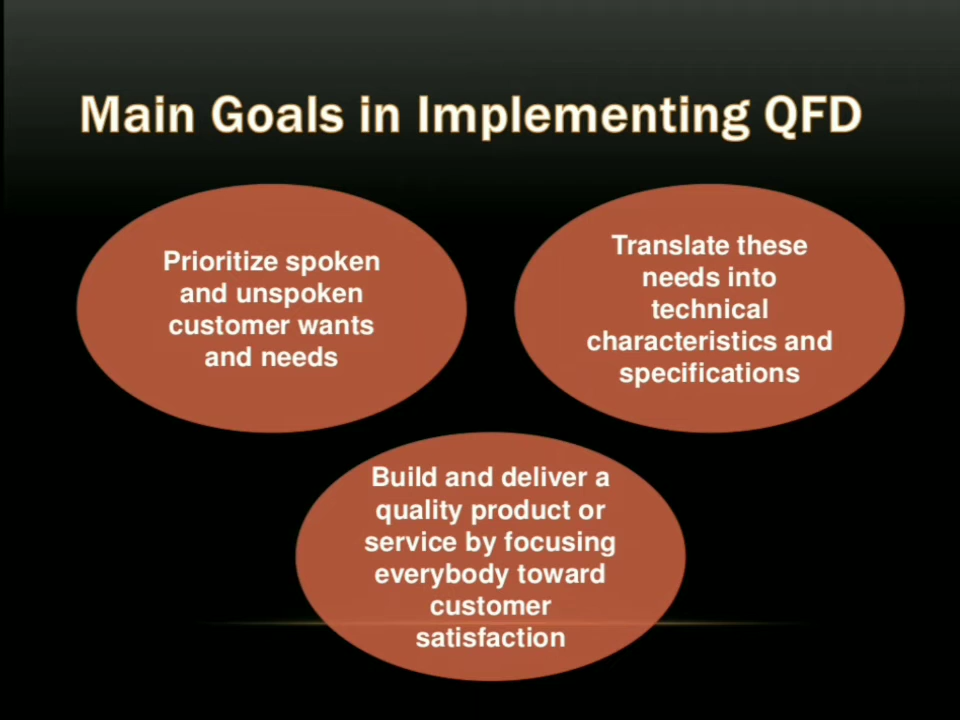 Main Goals in Implementing QFD
Prioritize spoken
and unspoken
customer wants
and needs
Translate these
needs into
technical
characteristics and
specifications
Build and deliver a
quality product or
service by focusing
everybody toward
customer
satisfaction